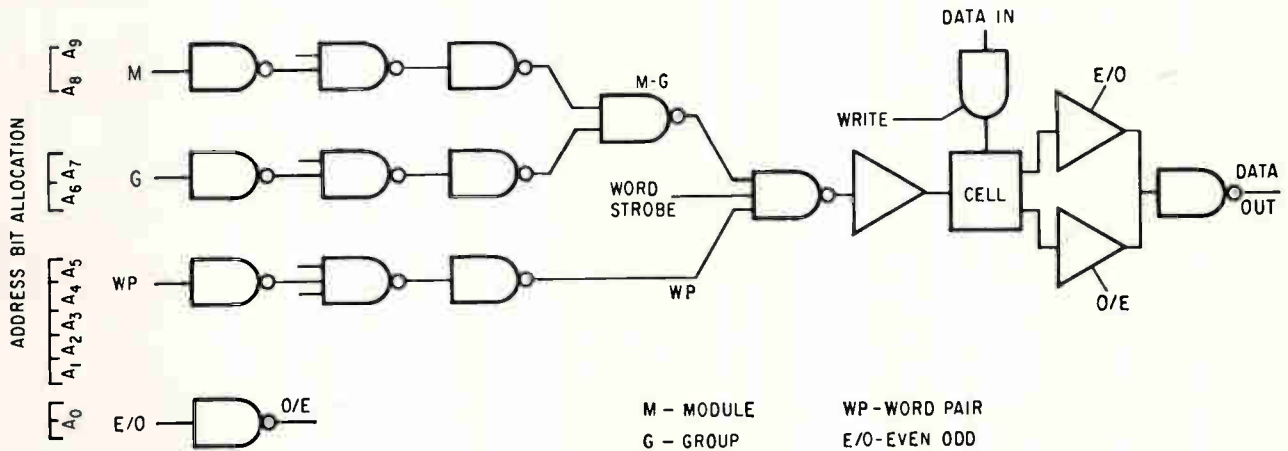 ADDRESS BIT ALLOCATION
A9
A8
M
A7
A6
G
A5
A4
A3
A2
A1
WP
A0
E/O
O/E
M-G
WORD
STROBE
WP
DATA IN
WRITE
CELL
E/O
O/E
DATA
OUT
M – MODULE
WP-WORD PAIR
G – GROUP
E/O-EVEN ODD